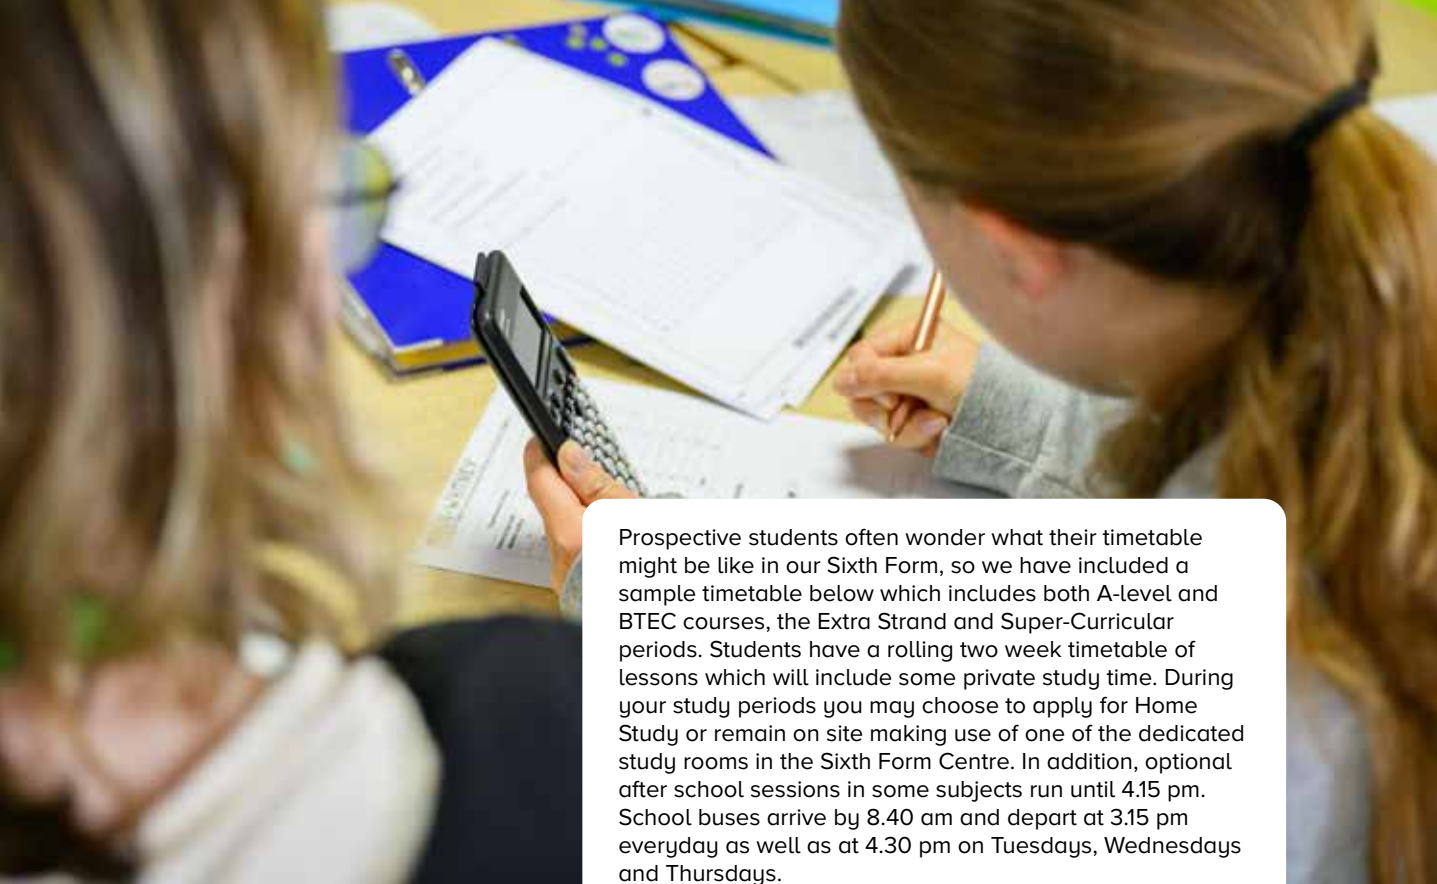 Prospective students often wonder what their timetable
might be like in our Sixth Form, so we have included a
sample timetable below which includes both A-level and
BTEC courses, the Extra Strand and Super-Curricular
periods. Students have a rolling two week timetable of
lessons which will include some private study time. During
your study periods you may choose to apply for Home
Study or remain on site making use of one of the dedicated
study rooms in the Sixth Form Centre. In addition, optional
after school sessions in some subjects run until 4.15 pm.
School buses arrive by 8.40 am and depart at 3.15 pm
everyday as well as at 4.30 pm on Tuesdays, Wednesdays
and Thursdays.